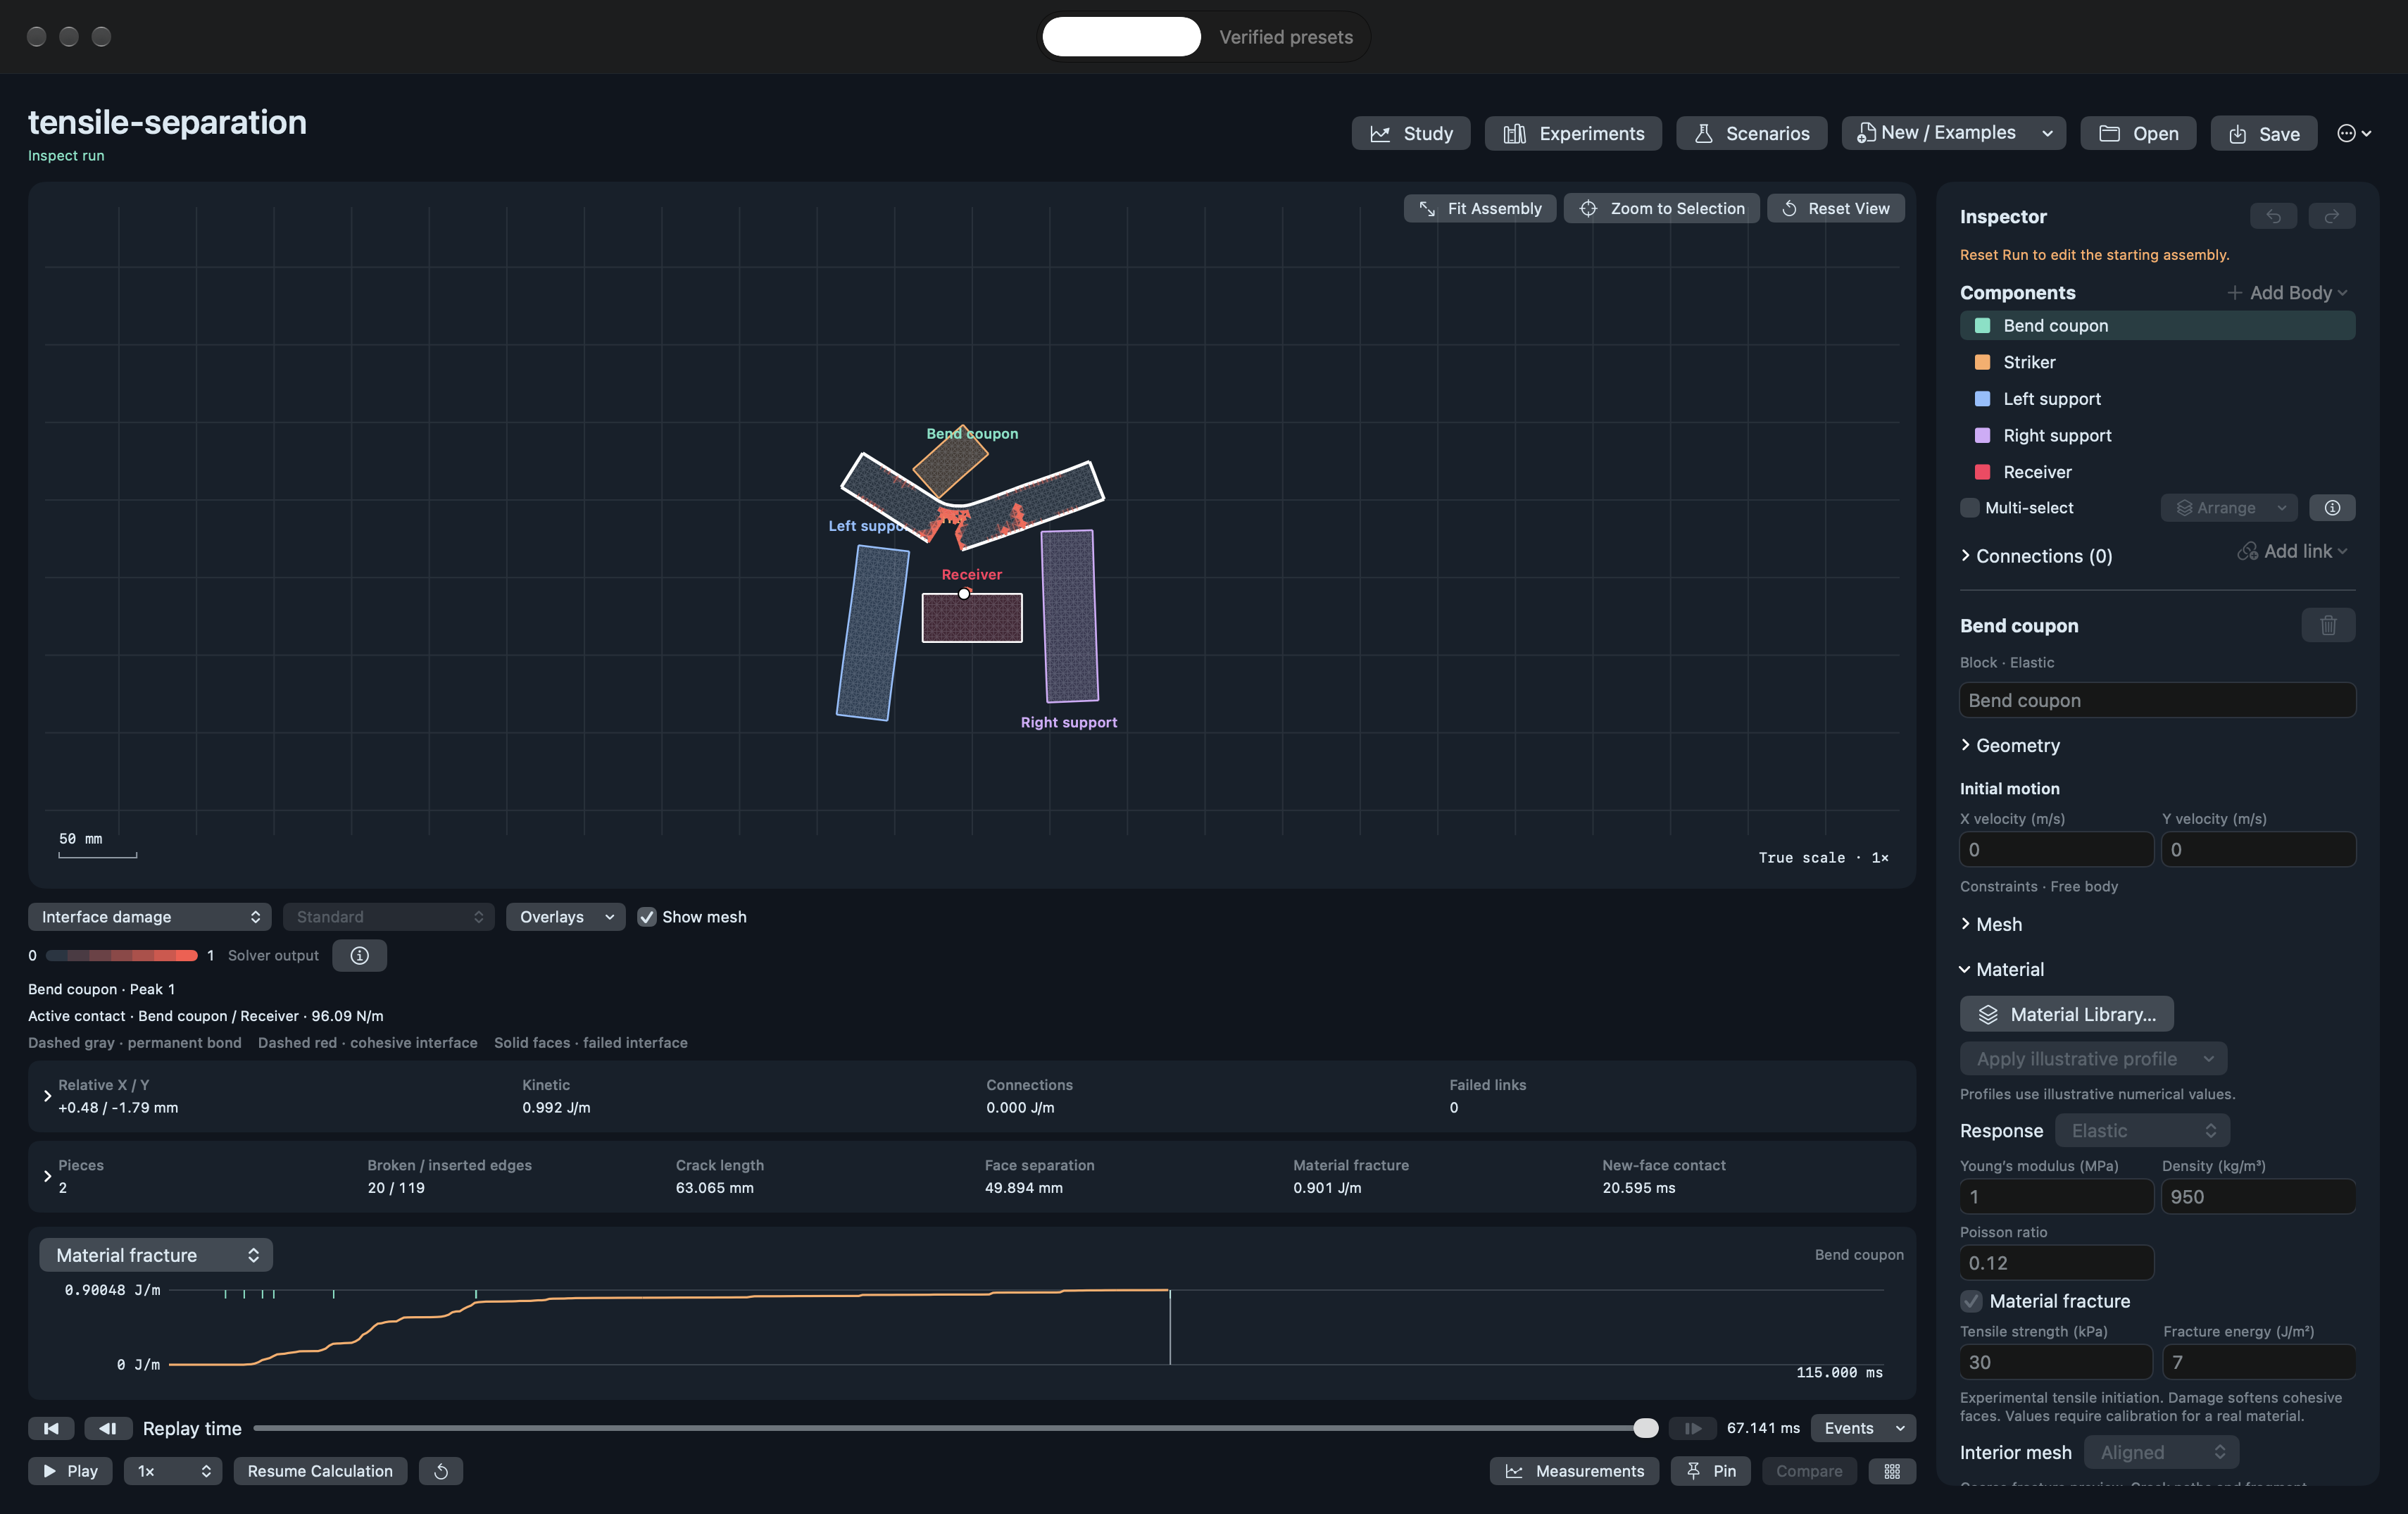 Verified presets
tensile-separation
Inspect run
Study
Experiments
Scenarios
New / Examples
Open
Save
Fit Assembly
Zoom to Selection
Reset View
Bend coupon
Left suppo
Receiver
Right support
50 mm
True scale · 1×
Interface damage
Standard
Overlays
Show mesh
0
1
Solver output
Bend coupon · Peak 1
Active contact · Bend coupon / Receiver · 96.09 N/m
Dashed gray · permanent bond Dashed red · cohesive interface Solid faces · failed interface
Relative X / Y
+0.48 / -1.79 mm
Kinetic
0.992 J/m
Connections
0.000 J/m
Failed links
0
Pieces
2
Broken / inserted edges
20 / 119
Crack length
63.065 mm
Face separation
49.894 mm
Material fracture
0.901 J/m
New-face contact
20.595 ms
Material fracture
Bend coupon
0.90048 J/m
0 J/m
115.000 ms
Replay time
67.141 ms
Events
Play
1×
Resume Calculation
Measurements
Pin
Compare
Inspector
Reset Run to edit the starting assembly.
Components
Add Body
Bend coupon
Striker
Left support
Right support
Receiver
Multi-select
Arrange
Connections (0)
Add link
Bend coupon
Block · Elastic
Bend coupon
Geometry
Initial motion
X velocity (m/s)
Y velocity (m/s)
0
0
Constraints · Free body
Mesh
Material
Material Library...
Apply illustrative profile
Profiles use illustrative numerical values.
Response
Elastic
Young's modulus (MPa)
Density (kg/m³)
1
950
Poisson ratio
0.12
Material fracture
Tensile strength (kPa)
Fracture energy (J/m²)
30
7
Experimental tensile initiation. Damage softens cohesive
faces. Values require calibration for a real material.
Interior mesh
Aligned